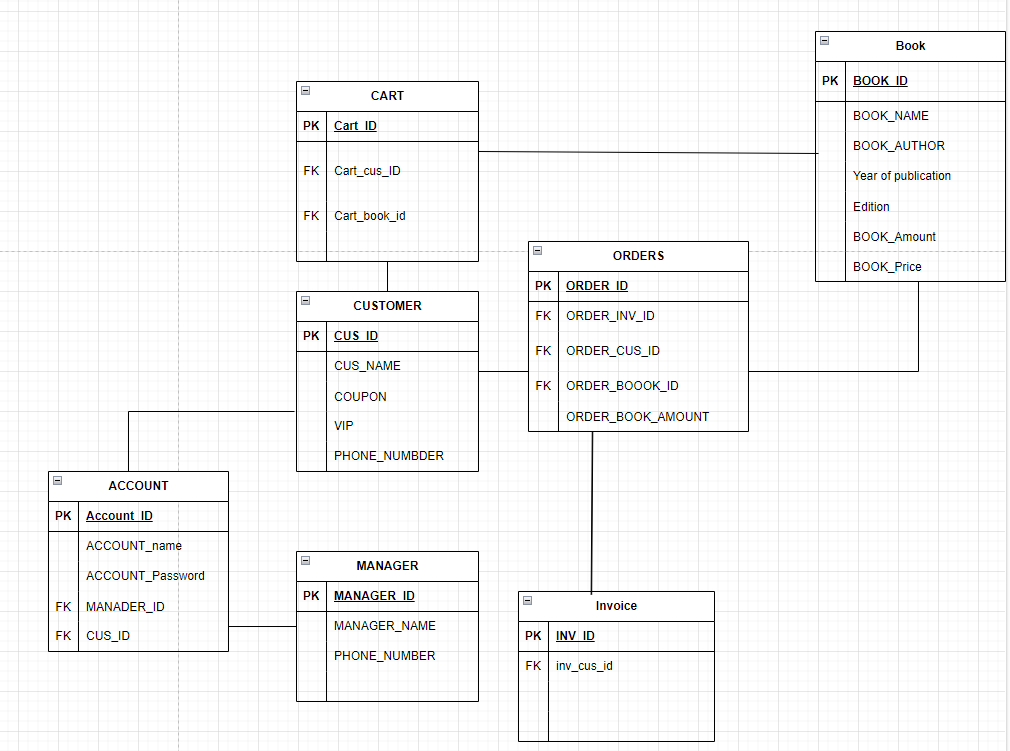 Book
PK BOOK_ID
BOOK_NAME
BOOK_AUTHOR
Year of publication
Edition
BOOK_Amount
BOOK_Price
CART
PK Cart_ID
FK Cart_cus_ID
FK Cart_book_id
ORDERS
PK ORDER_ID
FK ORDER_INV_ID
FK ORDER_CUS_ID
FK ORDER_BOOOK_ID
ORDER_BOOK_AMOUNT
CUSTOMER
PK CUS_ID
CUS_NAME
COUPON
VIP
PHONE_NUMBDER
ACCOUNT
PK Account_ID
ACCOUNT_name
ACCOUNT_Password
FK MANADER_ID
FK CUS_ID
MANAGER
PK MANAGER_ID
MANAGER_NAME
PHONE_NUMBER
Invoice
PK INV_ID
FK inv_cus_id